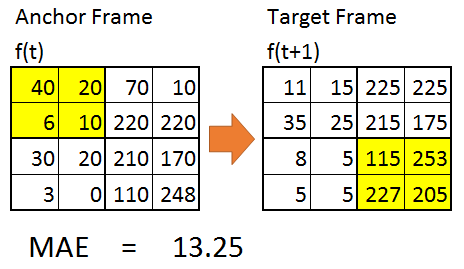 Anchor Frame Target Frame
f(t) f(t+1)
40 20 70 10 11 15 225 225
6 10 220 220 35 25 215 175
30 20 210 170 8 5 115 253
3 0 110 248 5 5 227 205
MAE = 13.25